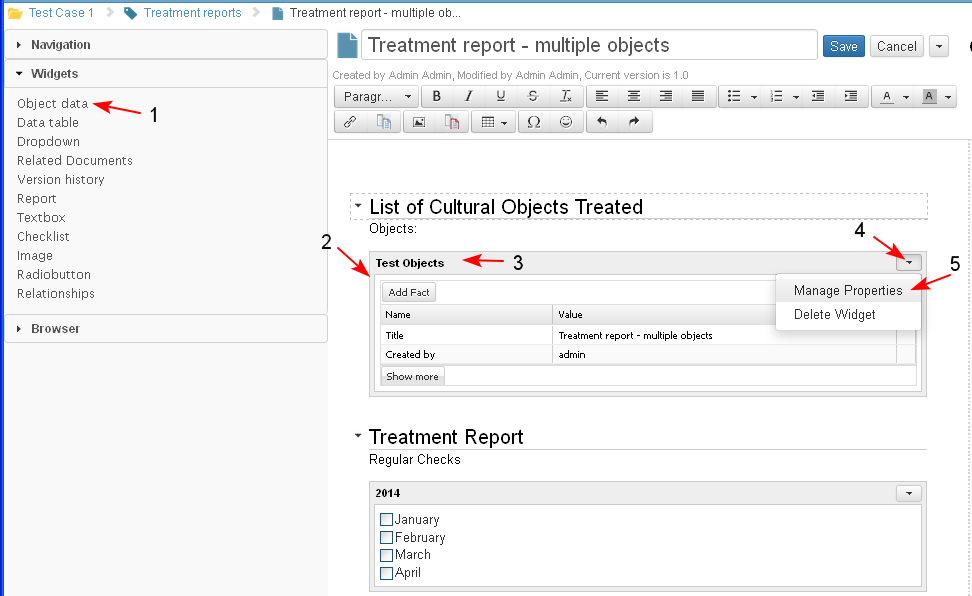 Test Case 1 Treatment reports Treatment report - multiple ob...
Navigation
Widgets
Object data
1
Data table
Dropdown
Related Documents
Version history
Report
Textbox
Checklist
Image
Radiobutton
Relationships
Browser
Treatment report - multiple objects
Save Cancel
Created by Admin Admin, Modified by Admin Admin, Current version is 1.0
Paragr... B I U S Tx A A
Ω
List of Cultural Objects Treated
Objects:
2
Test Objects
3
4
5
Manage Properties
Delete Widget
Add Fact
Name Value
Title Treatment report - multiple objects
Created by admin
Show more
Treatment Report
Regular Checks
2014
January
February
March
April